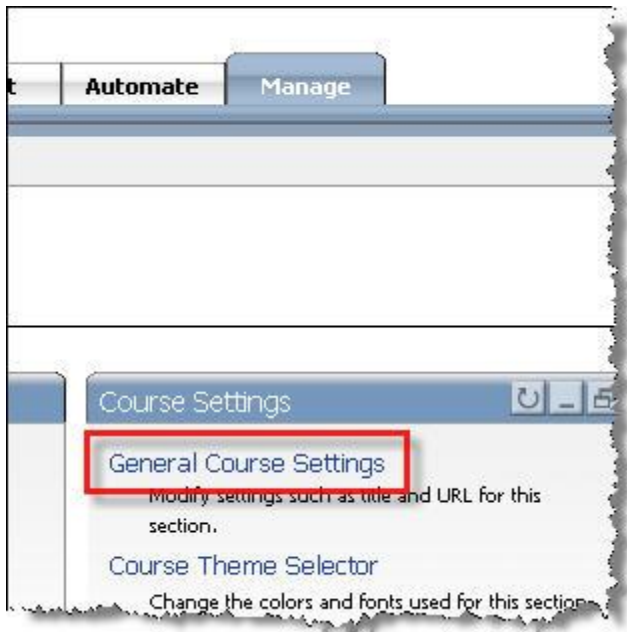 t Automate Manage
Course Settings
General Course Settings
Modify settings such as title and URL for this
section.
Course Theme Selector
Change the colors and fonts used for this section